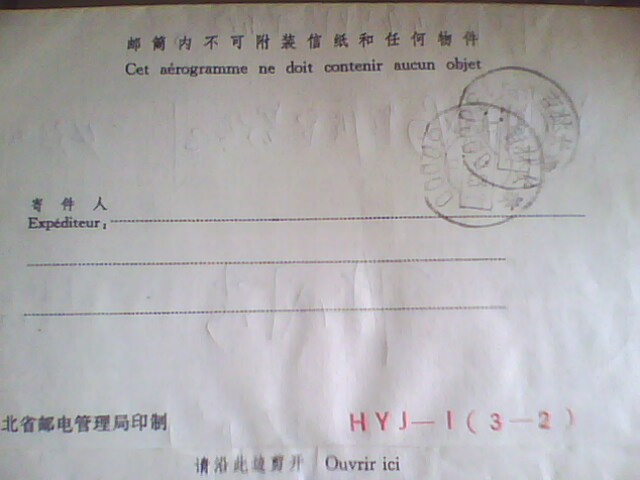 邮简内不可附装信纸和任何物件
Cet aérogramme ne doit contenir aucun objet
寄件人
Expéditeur:
北省邮电管理局印制
HYJ—1(3—2)
请沿此边剪开 Ouvrir ici